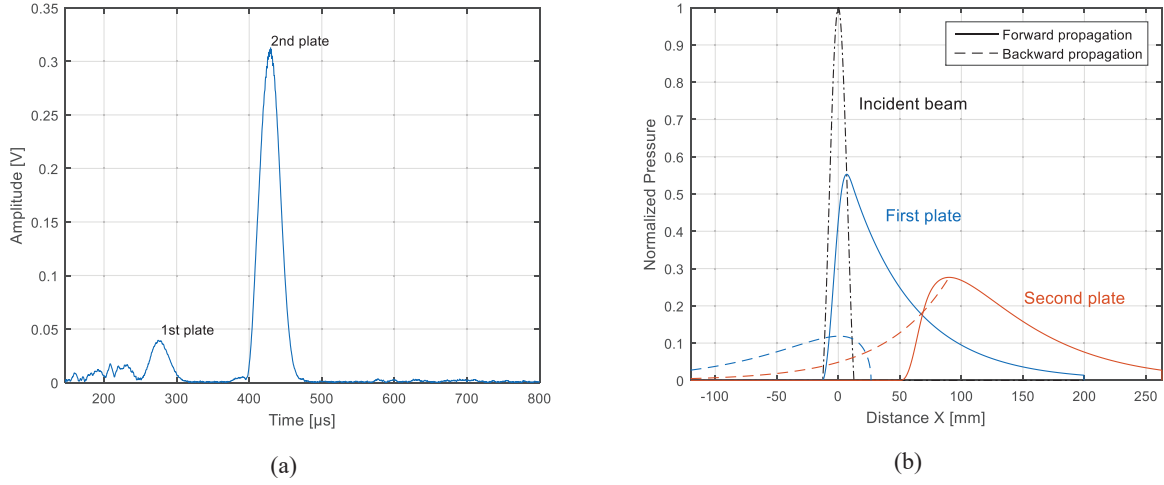 0.35
0.3
0.25
0.2
0.15
0.1
0.05
0
Amplitude [V]
2nd plate
1st plate
200
300
400
500
600
700
800
Time [µs]
(a)
1
0.9
0.8
0.7
0.6
0.5
0.4
0.3
0.2
0.1
0
Normalized Pressure
Forward propagation
Backward propagation
Incident beam
First plate
Second plate
-100
-50
0
50
100
150
200
250
Distance X [mm]
(b)